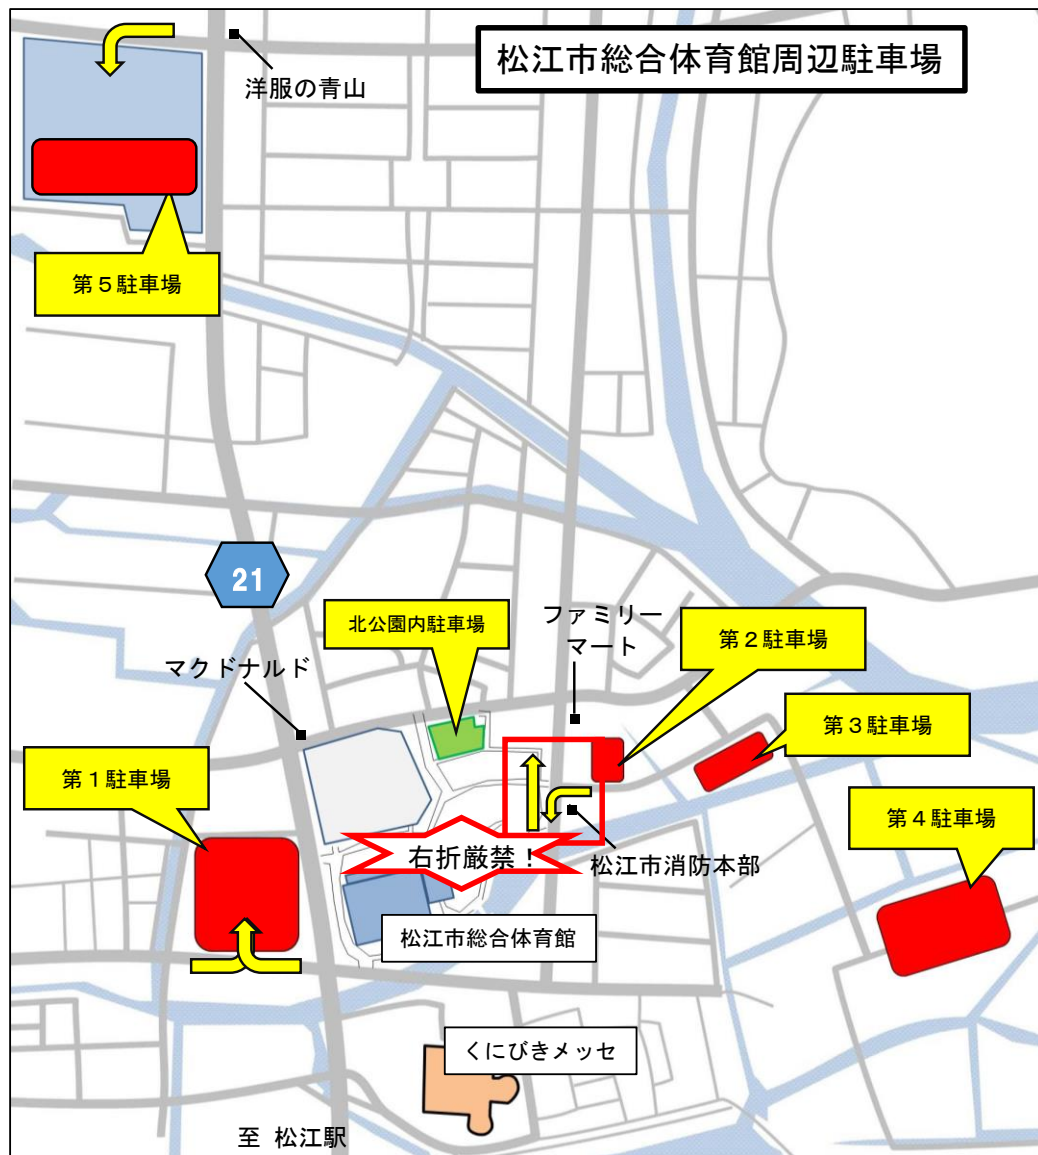 松江市総合体育館周辺駐車場
洋服の青山
第5駐車場
21
北公園内駐車場
ファミリー
マート
第2駐車場
マクドナルド
第3駐車場
第1駐車場
第4駐車場
右折厳禁！
松江市消防本部
松江市総合体育館
くにびきメッセ
至 松江駅